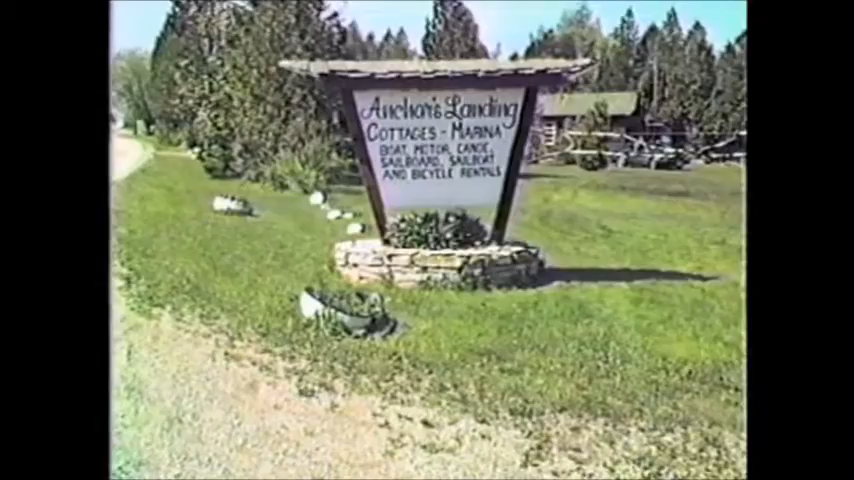 Anchor's Landing
COTTAGES - MARINA
BOAT, MOTOR, CANOE,
SAILBOARD, SAILBOAT
AND BICYCLE RENTALS